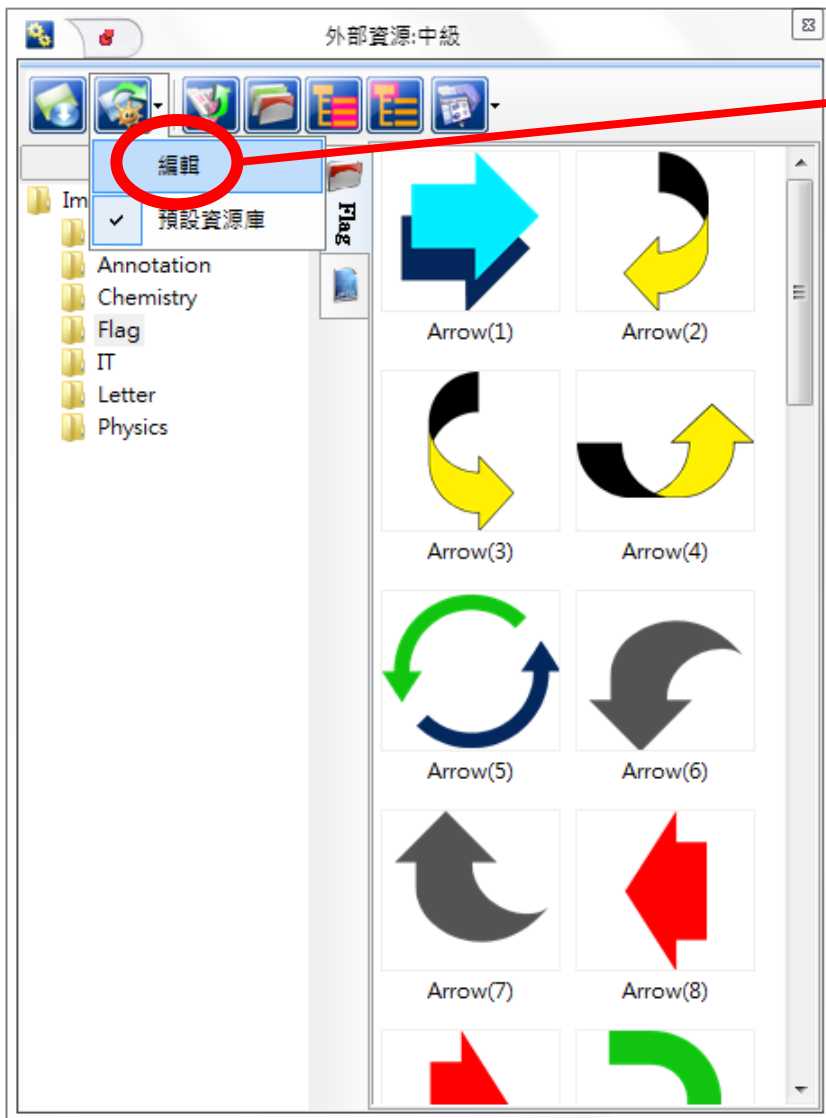 外部資源:中級
編輯
預設資源庫
Im
Annotation
Chemistry
Flag
IT
Letter
Physics
Flag
Arrow(1)
Arrow(2)
Arrow(3)
Arrow(4)
Arrow(5)
Arrow(6)
Arrow(7)
Arrow(8)